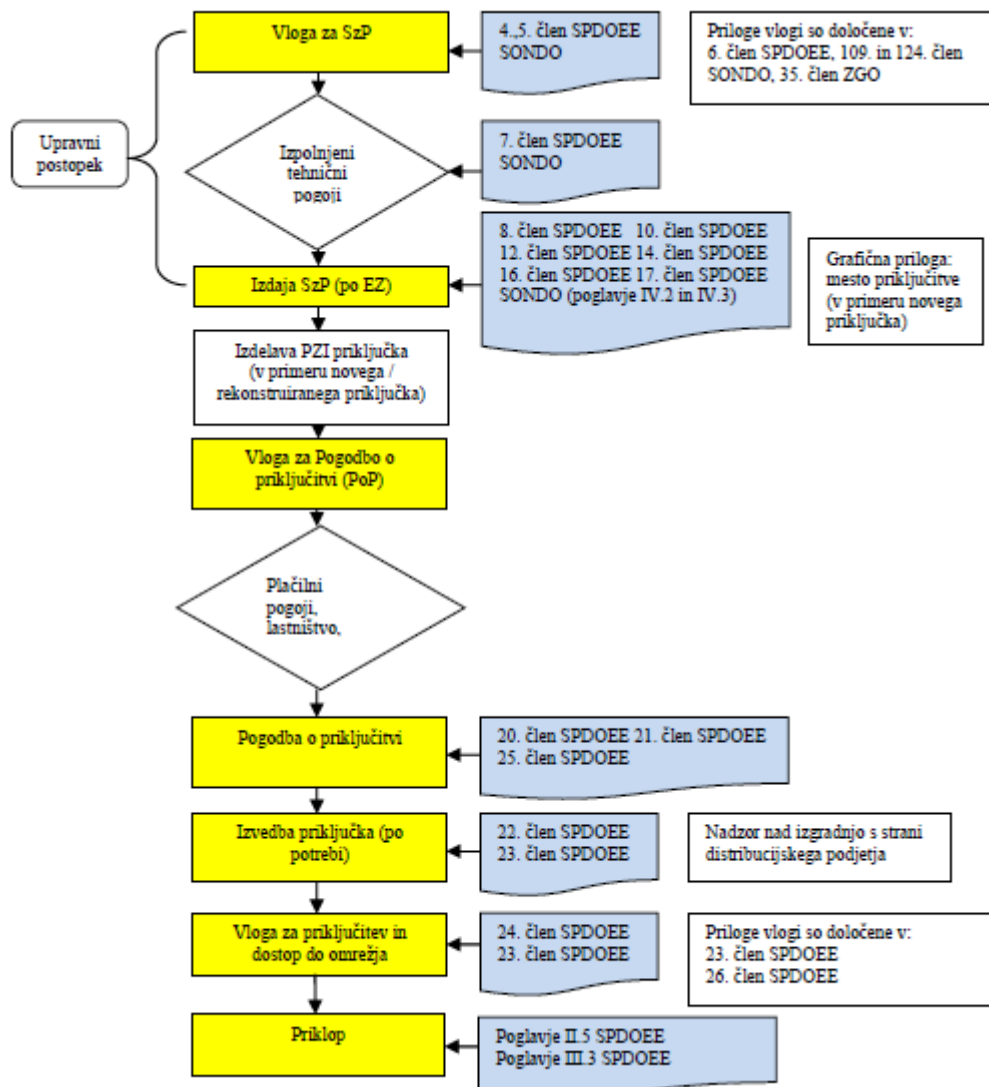 Vloga za SzP
4.,5. člen SPDOEE
SONDO
Priloge vlogi so določene v:
6. člen SPDOEE, 109. in 124. člen
SONDO, 35. člen ZGO
Upravni
postopek
Izpolnjeni
tehnični
pogoji
7. člen SPDOEE
SONDO
8. člen SPDOEE 10. člen SPDOEE
12. člen SPDOEE 14. člen SPDOEE
16. člen SPDOEE 17. člen SPDOEE
SONDO (poglavje IV.2 in IV.3)
Grafična priloga:
mesto priključitve
(v primeru novega
priključka)
Izdaja SzP (po EZ)
Izdelava PZI priključka
(v primeru novega /
rekonstruiranega priključka)
Vloga za Pogodbo o
priključitvi (PoP)
Plačilni
pogoji,
lastništvo,
Pogodba o priključitvi
20. člen SPDOEE 21. člen SPDOEE
25. člen SPDOEE
Izvedba priključka (po
potrebi)
22. člen SPDOEE
23. člen SPDOEE
Nadzor nad izgradnjo s strani
distribucijskega podjetja
Vloga za priključitev in
dostop do omrežja
24. člen SPDOEE
23. člen SPDOEE
Priloge vlogi so določene v:
23. člen SPDOEE
26. člen SPDOEE
Priklop
Poglavje II.5 SPDOEE
Poglavje III.3 SPDOEE